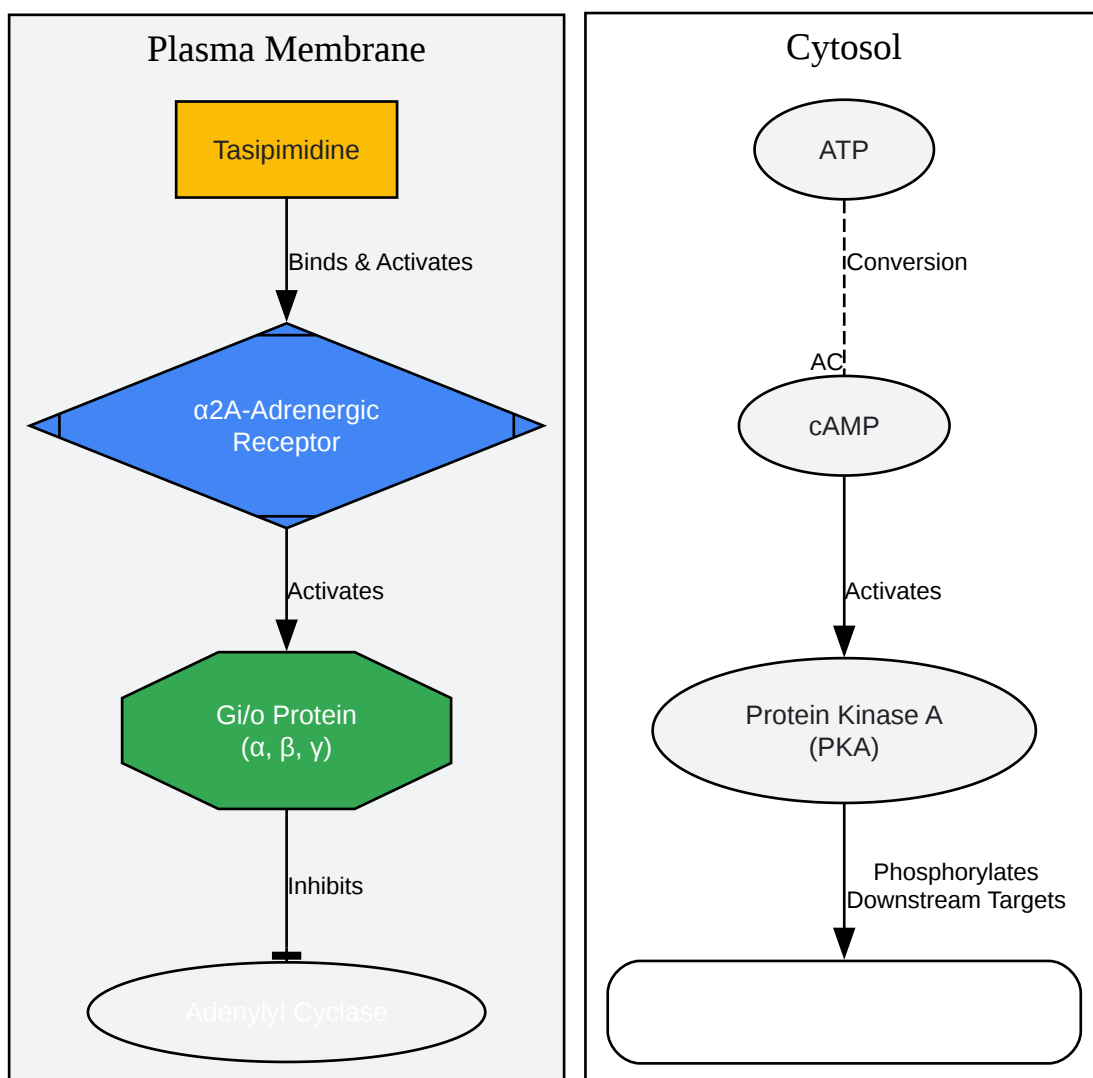 Plasma Membrane
Tasipimidine
Binds & Activates
α2A-Adrenergic
Receptor
Activates
Gi/o Protein
(α, β, γ)
Inhibits
Adenylyl Cyclase
Cytosol
ATP
Conversion
AC
cAMP
Activates
Protein Kinase A
(PKA)
Phosphorylates
Downstream Targets